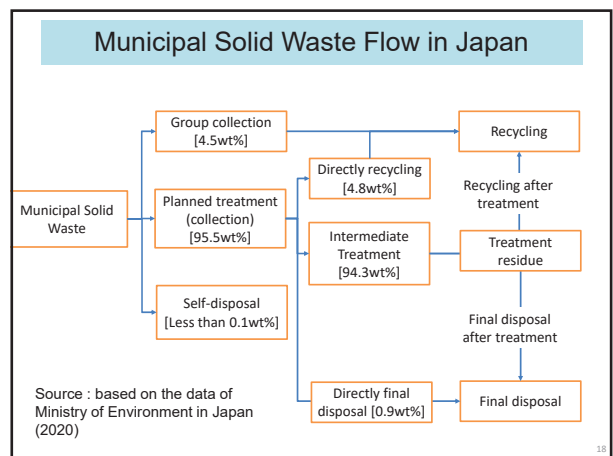 Municipal Solid Waste Flow in Japan
Group collection
[4.5wt%]
Recycling
Directly recycling
[4.8wt%]
Recycling after
treatment
Municipal Solid
Waste
Planned treatment
(collection)
[95.5wt%]
Intermediate
Treatment
[94.3wt%]
Treatment
residue
Self-disposal
[Less than 0.1wt%]
Final disposal
after treatment
Source : based on the data of
Ministry of Environment in Japan
(2020)
Directly final
disposal [0.9wt%]
Final disposal
18